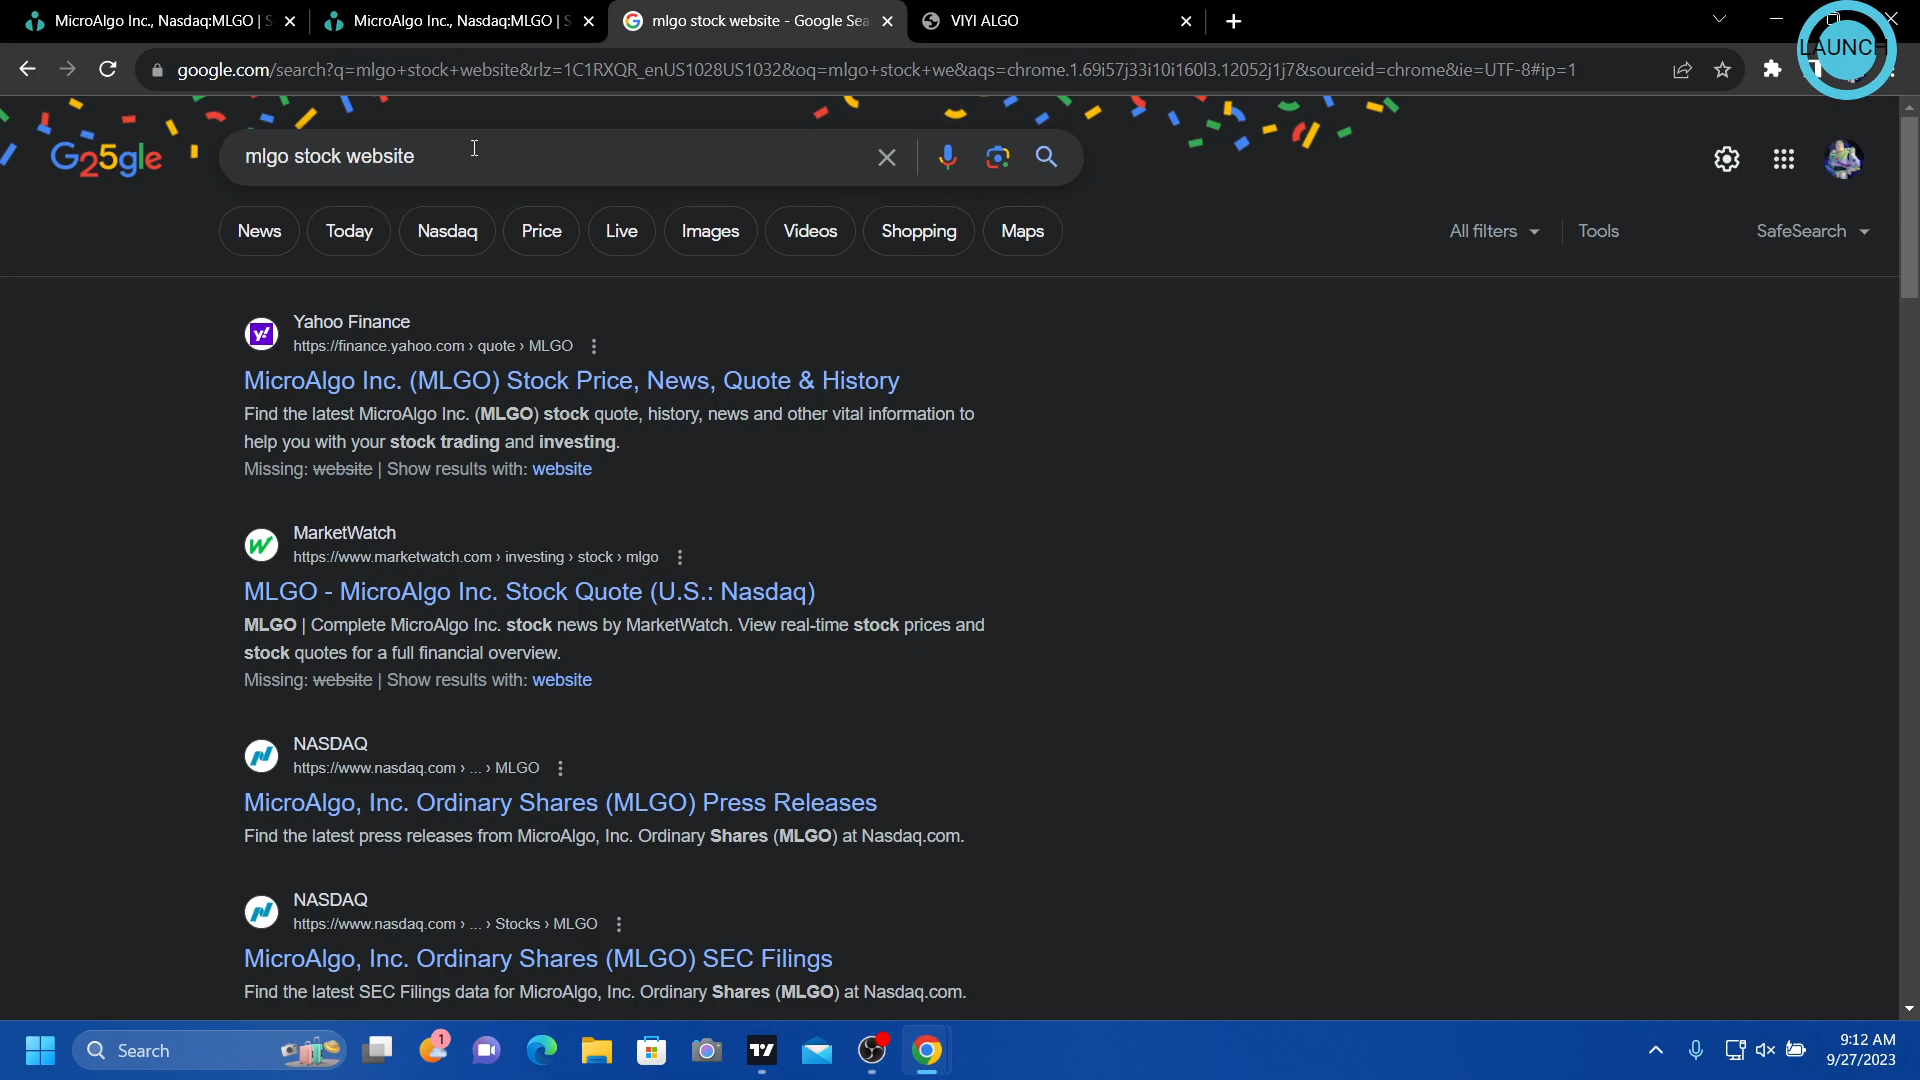 MicroAlgo Inc., Nasdaq:MLGO | S
MicroAlgo Inc., Nasdaq:MLGO | S
mlgo stock website - Google Sea
VIYI ALGO
LAUNCH
google.com/search?q=mlgo+stock+website&rlz=1C1RXQR_enUS1028US1032&oq=mlgo+stock+we&aqs=chrome.1.69i57j33i10i160l3.12052j1j7&sourceid=chrome&ie=UTF-8#ip=1
G25gle
mlgo stock website
News
Today
Nasdaq
Price
Live
Images
Videos
Shopping
Maps
All filters
Tools
SafeSearch
Yahoo Finance
https://finance.yahoo.com › quote › MLGO
MicroAlgo Inc. (MLGO) Stock Price, News, Quote & History
Find the latest MicroAlgo Inc. (MLGO) stock quote, history, news and other vital information to
help you with your stock trading and investing.
Missing: website | Show results with: website
MarketWatch
https://www.marketwatch.com › investing › stock › mlgo
MLGO - MicroAlgo Inc. Stock Quote (U.S.: Nasdaq)
MLGO | Complete MicroAlgo Inc. stock news by MarketWatch. View real-time stock prices and
stock quotes for a full financial overview.
Missing: website | Show results with: website
NASDAQ
https://www.nasdaq.com › ... › MLGO
MicroAlgo, Inc. Ordinary Shares (MLGO) Press Releases
Find the latest press releases from MicroAlgo, Inc. Ordinary Shares (MLGO) at Nasdaq.com.
NASDAQ
https://www.nasdaq.com › ... › Stocks › MLGO
MicroAlgo, Inc. Ordinary Shares (MLGO) SEC Filings
Find the latest SEC Filings data for MicroAlgo, Inc. Ordinary Shares (MLGO) at Nasdaq.com.
Search
1
9:12 AM
9/27/2023